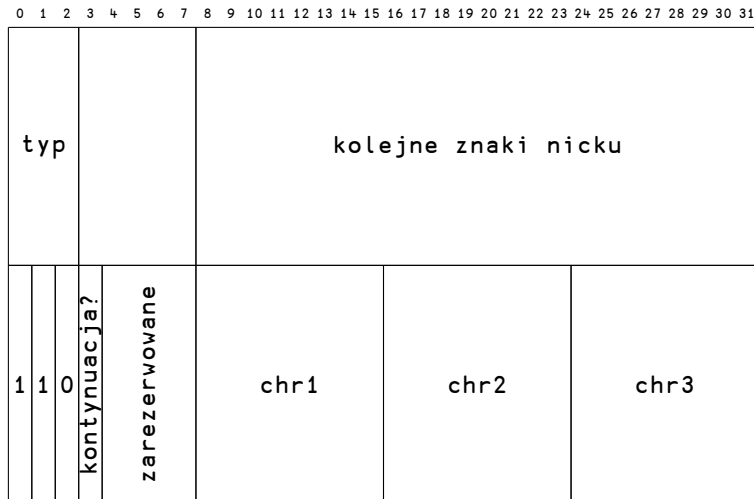 0 1 2 3 4 5 6 7 8 9 10 11 12 13 14 15 16 17 18 19 20 21 22 23 24 25 26 27 28 29 30 31
typ
kolejne znaki nicku
1 1 0 kontynuacja? zarezerwowane chr1 chr2 chr3